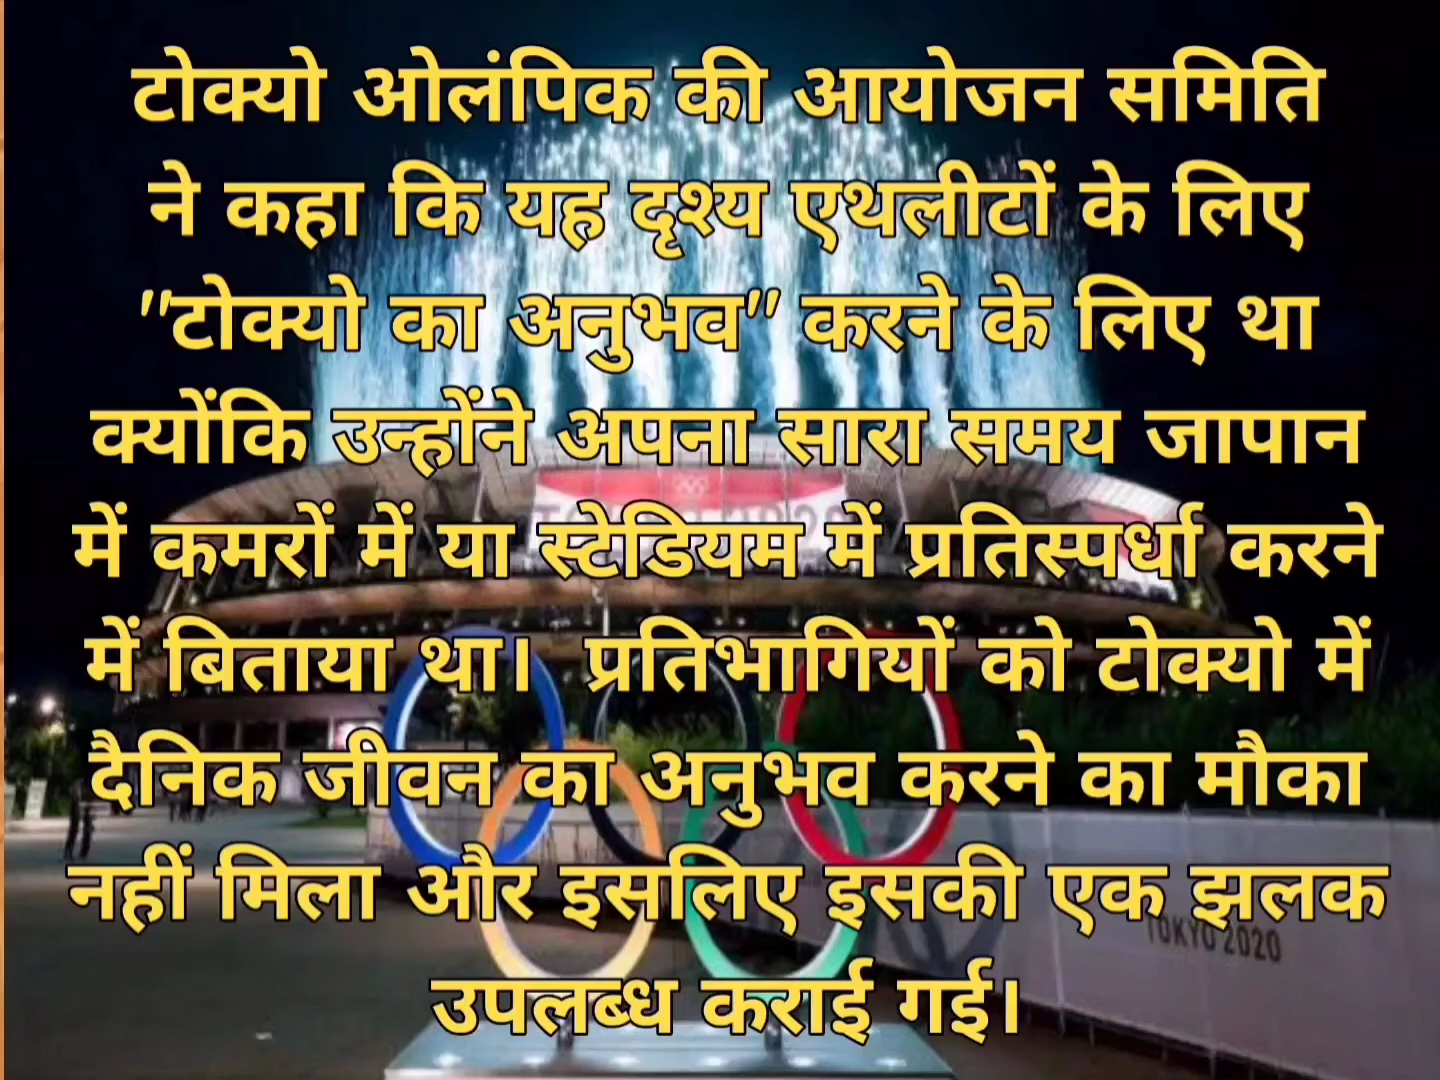 टोक्यो ओलंपिक की आयोजन समिति
ने कहा कि यह दृश्य एथलीटों के लिए
"टोक्यो का अनुभव" करने के लिए था
क्योंकि उन्होंने अपना सारा समय जापान
में कमरों में या स्टेडियम में प्रतिस्पर्धा करने
में बिताया था।  प्रतिभागियों को टोक्यो में
दैनिक जीवन का अनुभव करने का मौका
नहीं मिला और इसलिए इसकी एक झलक
उपलब्ध कराई गई।
TOKYO 2020